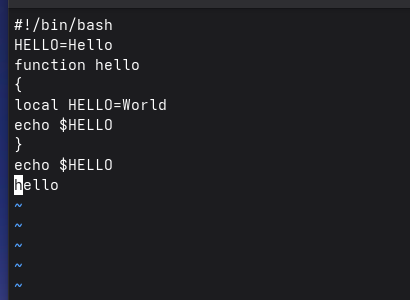 #!/bin/bash
HELLO=Hello
function hello
{
local HELLO=World
echo $HELLO
}
echo $HELLO
hello
~
~
~
~
~